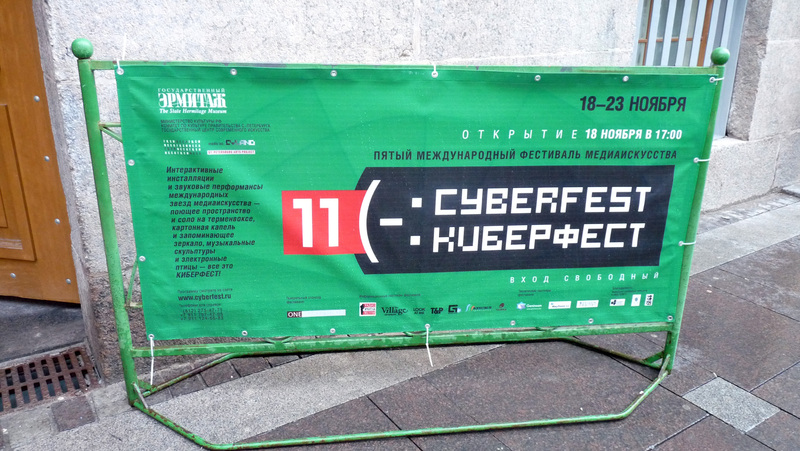 ГОСУДАРСТВЕННЫЙ
ЭРМИТАЖ
The State Hermitage Museum
18–23 НОЯБРЯ
ОТКРЫТИЕ 18 НОЯБРЯ В 17:00
ПЯТЫЙ МЕЖДУНАРОДНЫЙ ФЕСТИВАЛЬ МЕДИАИСКУССТВА
Интерактивные
инсталляции
и звуковые перформансы
международных
звезд медиаискусства —
поющее пространство
и соло на терменвоксе,
картонная капель
и запоминающее
зеркало, музыкальные
скульптуры
и электронные
птицы — все это
КИБЕРФЕСТ!
11 (-: CYBERFEST
КИБЕРФЕСТ
ВХОД СВОБОДНЫЙ
www.cyberfest.ru
ONE
Village
T&P